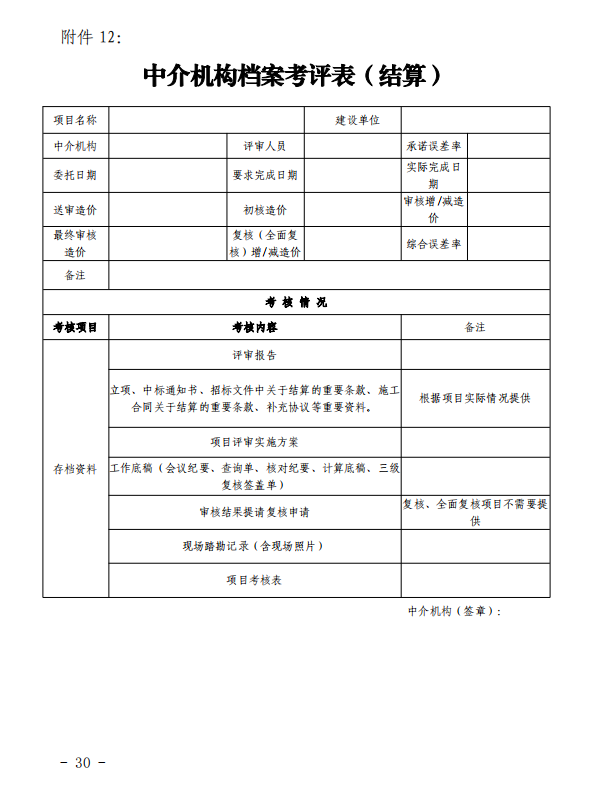 附件 12：
中介机构档案考评表（结算）
项目名称
建设单位
中介机构
评审人员
承诺误差率
委托日期
要求完成日期
实际完成日
期
送审造价
初核造价
审核增/减造
价
最终审核
造价
复核（全面复
核）增/减造价
综合误差率
备注
考 核 情 况
考核项目
考核内容
备注
存档资料
评审报告
立项、中标通知书、招标文件中关于结算的重要条款、施工
合同关于结算的重要条款、补充协议等重要资料。
根据项目实际情况提供
项目评审实施方案
工作底稿（会议纪要、查询单、核对纪要、计算底稿、三级
复核签盖单）
审核结果提请复核申请
复核、全面复核项目不需要提
供
现场踏勘记录（含现场照片）
项目考核表
中介机构（签章）：
- 30 -